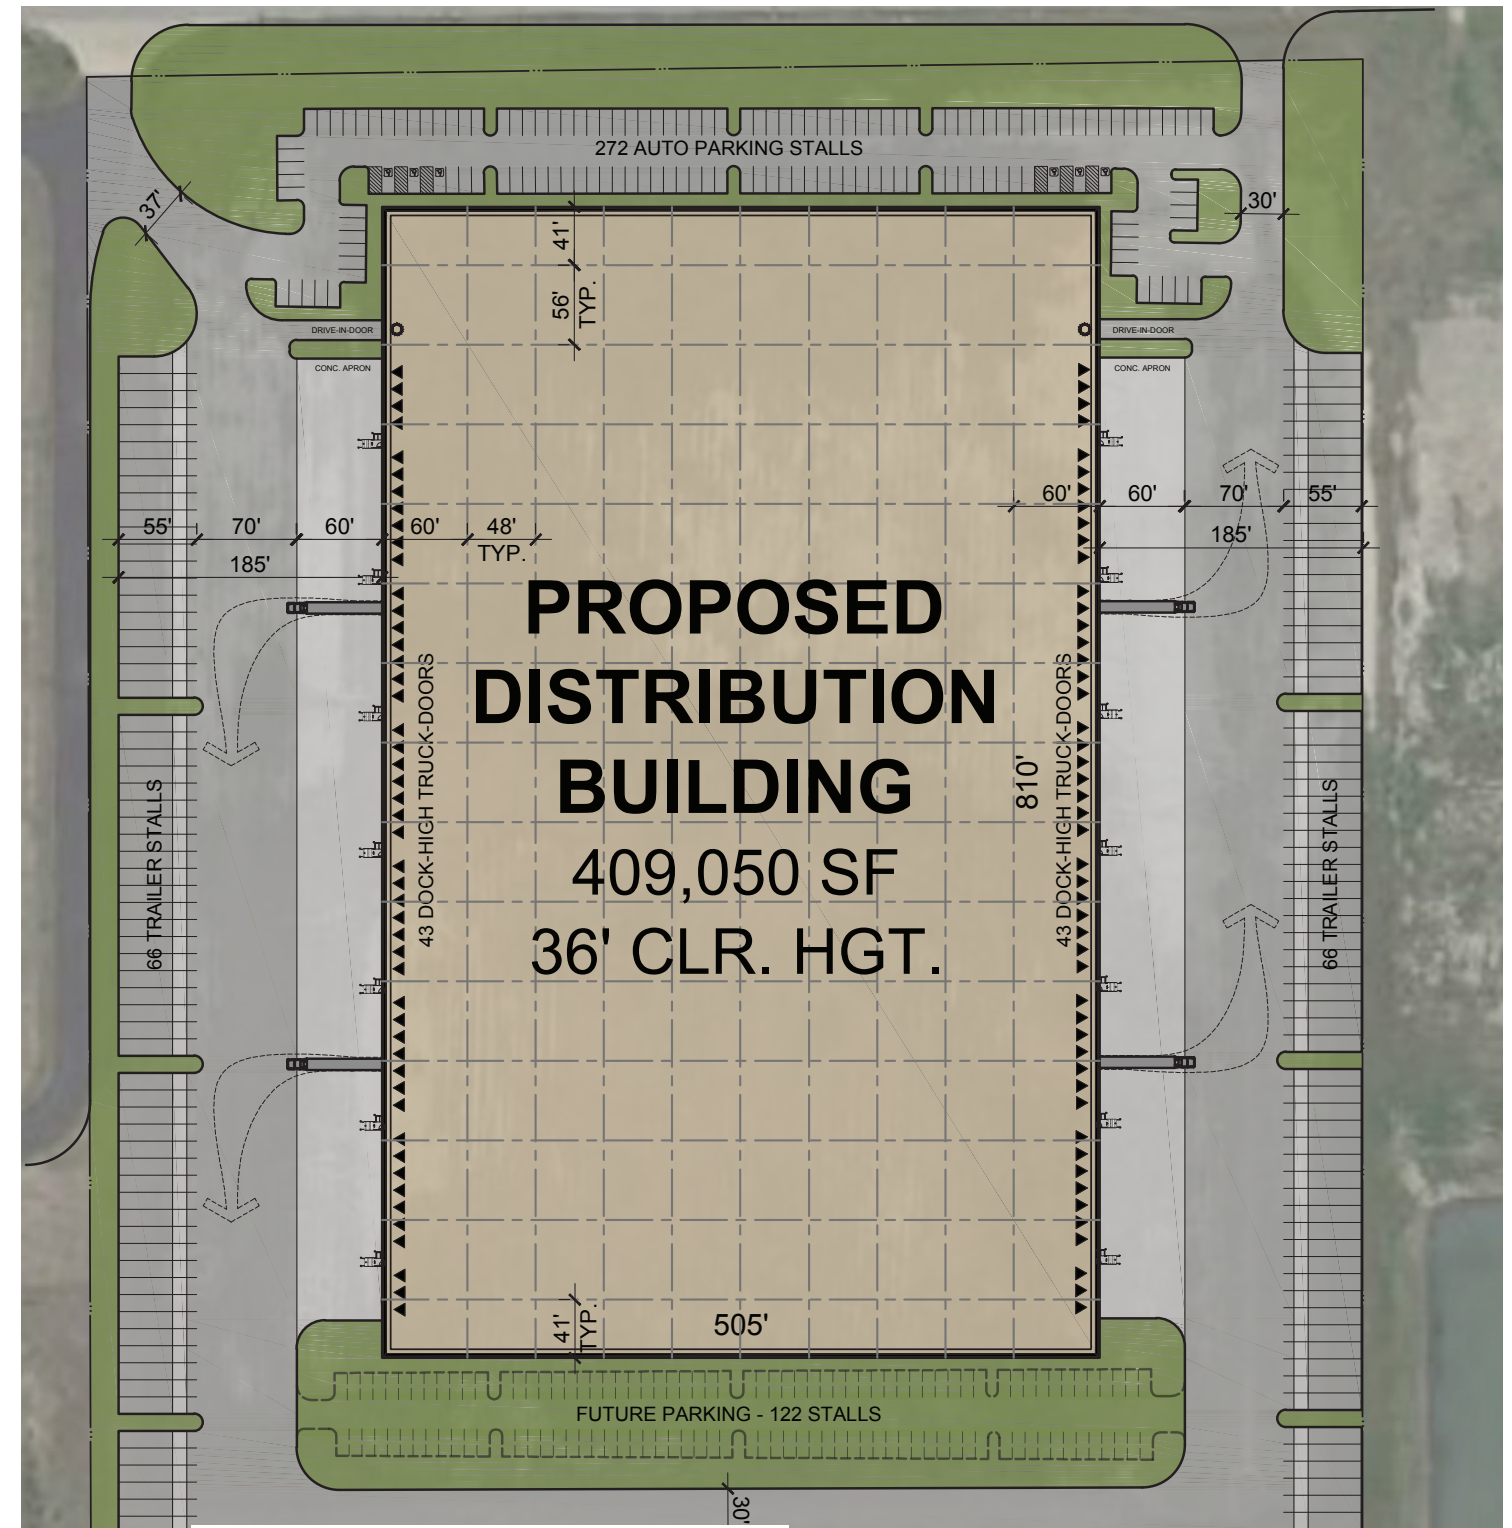 272 AUTO PARKING STALLS
37'
30'
41'
56'
TYP.
DRIVE-IN-DOOR
DRIVE-IN-DOOR
CONC. APRON
CONC. APRON
60'
60'
70'
55'
55'
70'
60'
60'
48'
TYP.
185'
185'
PROPOSED
DISTRIBUTION
BUILDING
409,050 SF
36' CLR. HGT.
43 DOCK-HIGH TRUCK-DOORS
43 DOCK-HIGH TRUCK-DOORS
810'
66 TRAILER STALLS
66 TRAILER STALLS
41'
TYP.
505'
FUTURE PARKING - 122 STALLS
30'